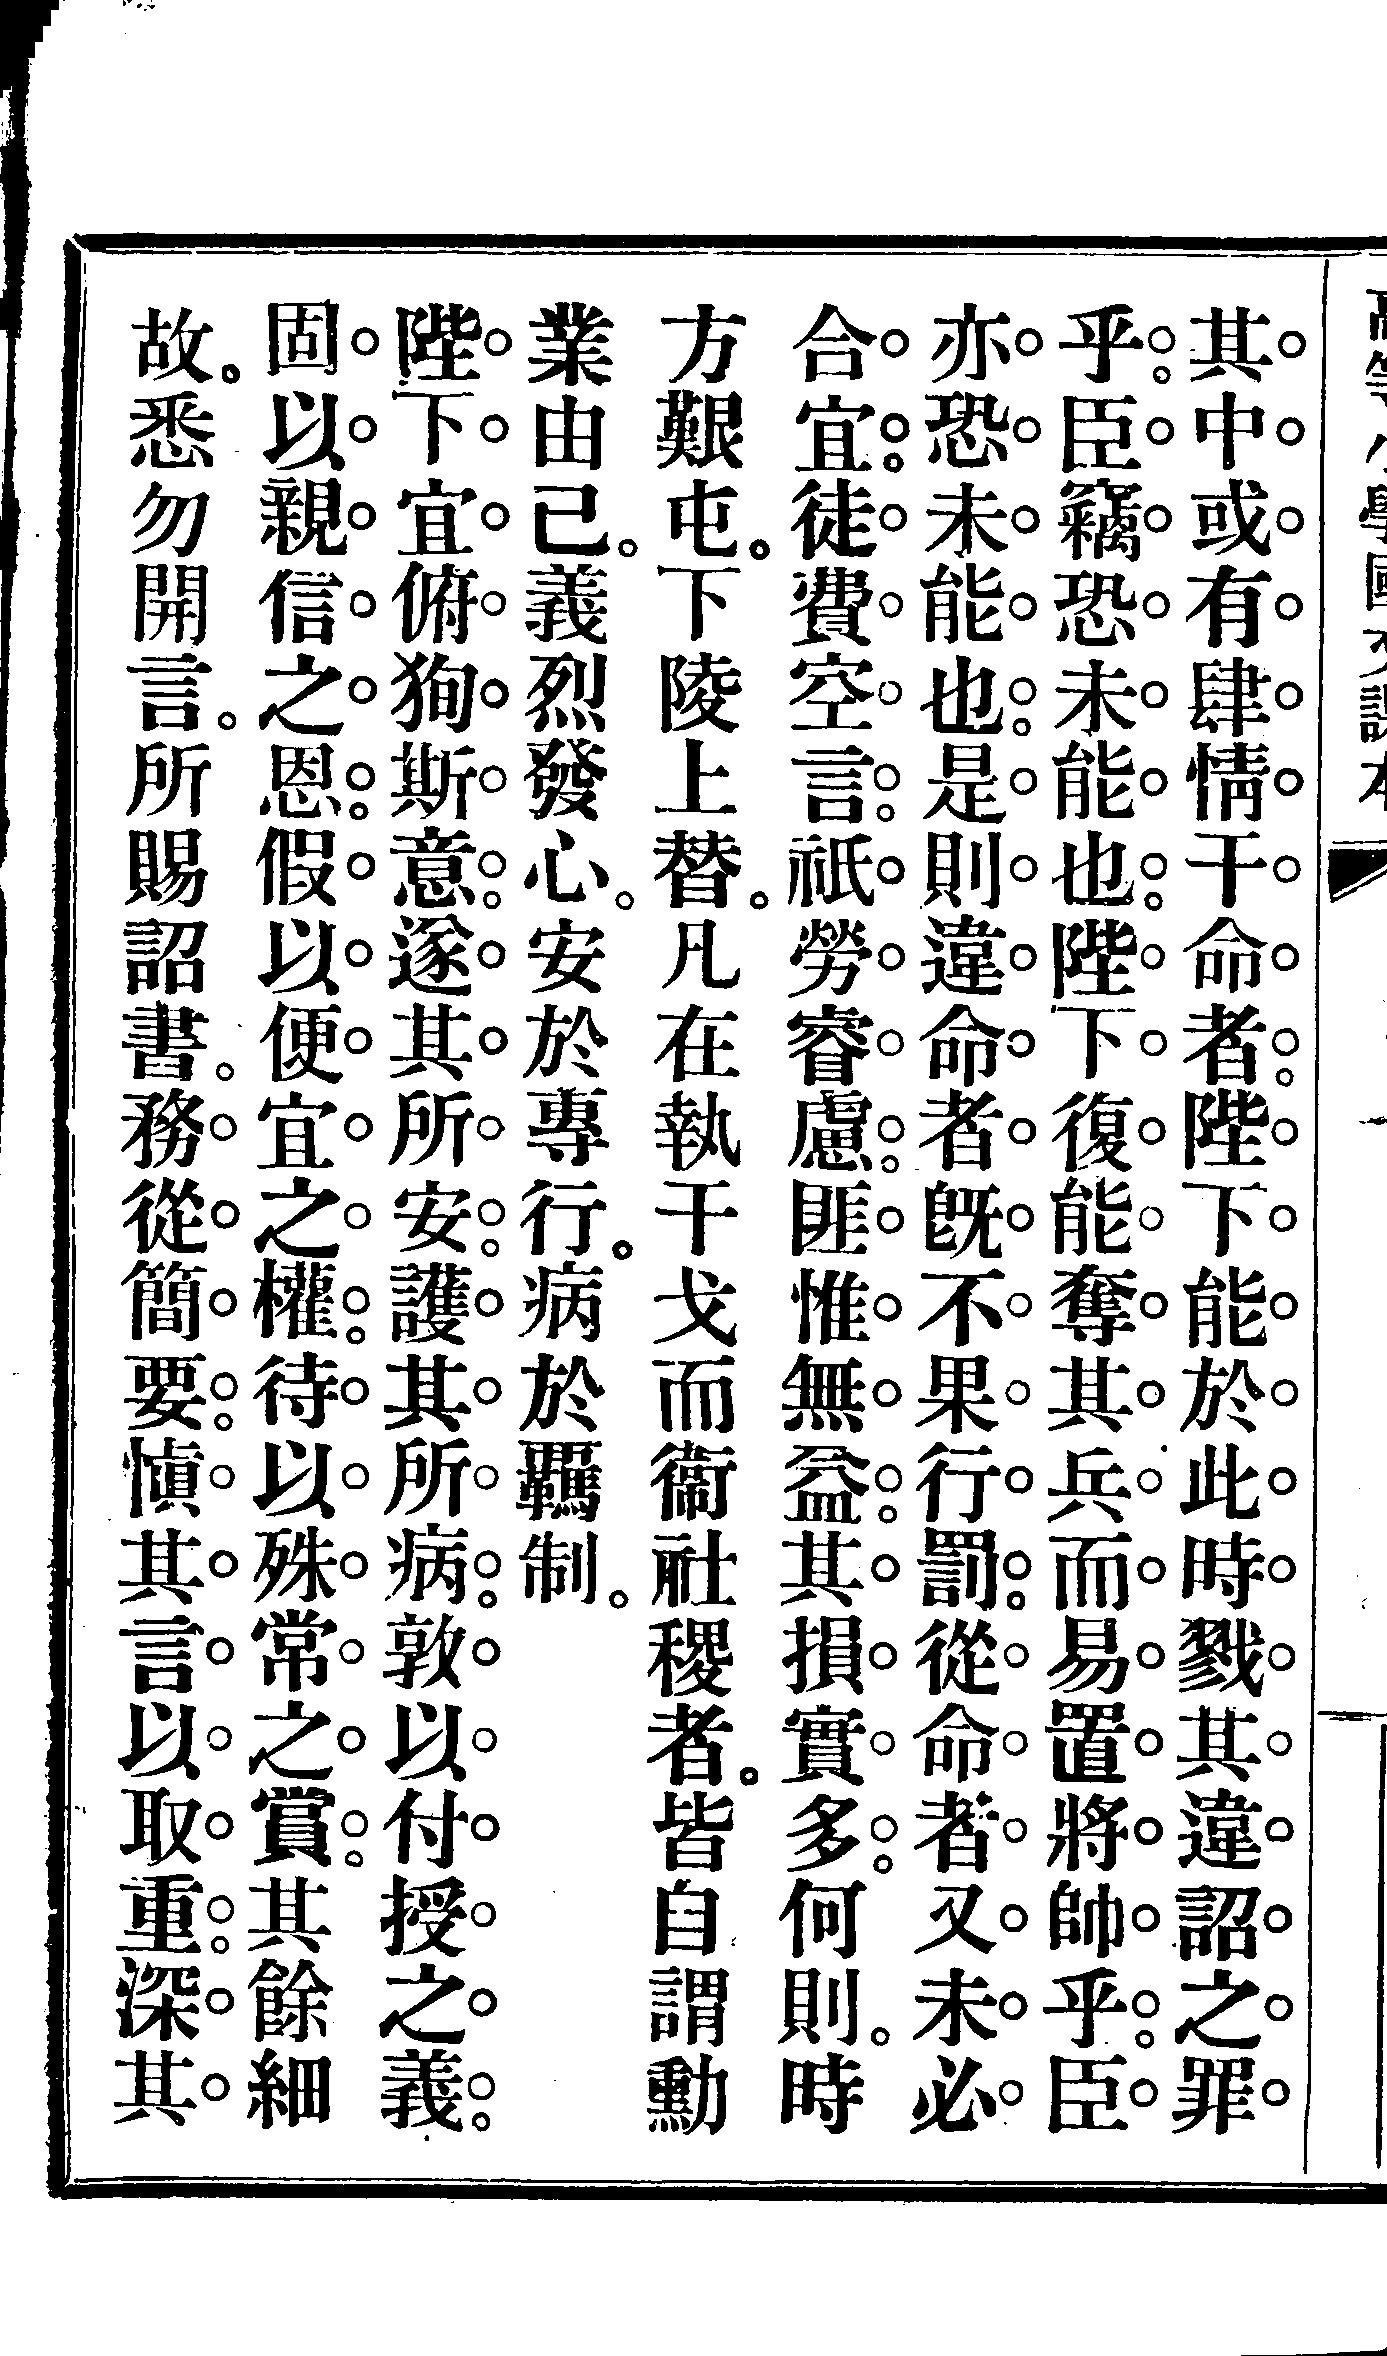 高等小學國文課本
其中或有肆情干命者。陛下能於此時戮其違詔之罪
乎。臣竊恐未能也。陛下復能奪其兵而易置將帥乎。臣
亦恐未能也。是則違命者旣不果行罰。從命者又未必
合宜。徒費空言。祇勞睿慮。匪惟無益。其損實多。何則。時
方艱屯。下陵上替。凡在執干戈而衞社稷者。皆自謂勳
業由己。義烈發心。安於專行。病於羈制。
陛下宜俯狥斯意。遂其所安。護其所病。敦以付授之義。
固以親信之恩。假以便宜之權。待以殊常之賞。其餘細
故。悉勿開言。所賜詔書。務從簡要。愼其言以取重。深其